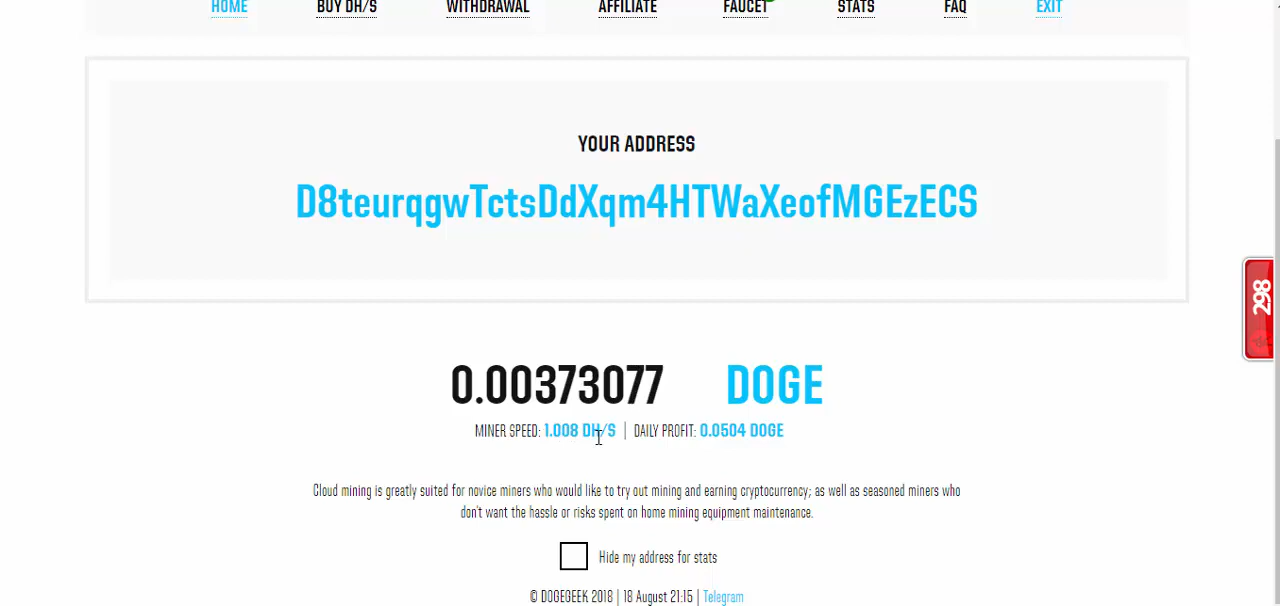 HOME BUY DH/S WITHDRAWAL AFFILIATE FAUCET STATS FAQ EXIT
YOUR ADDRESS
D8teurqgwTctsDdXqm4HTWaXeofMGEzECS
298
0.00373077 DOGE
MINER SPEED: 1.008 DH/S | DAILY PROFIT: 0.0504 DOGE
Cloud mining is greatly suited for novice miners who would like to try out mining and earning cryptocurrency; as well as seasoned miners who
don't want the hassle or risks spent on home mining equipment maintenance.
Hide my address for stats
© DOGEGEEK 2018 | 18 August 21:15 | Telegram